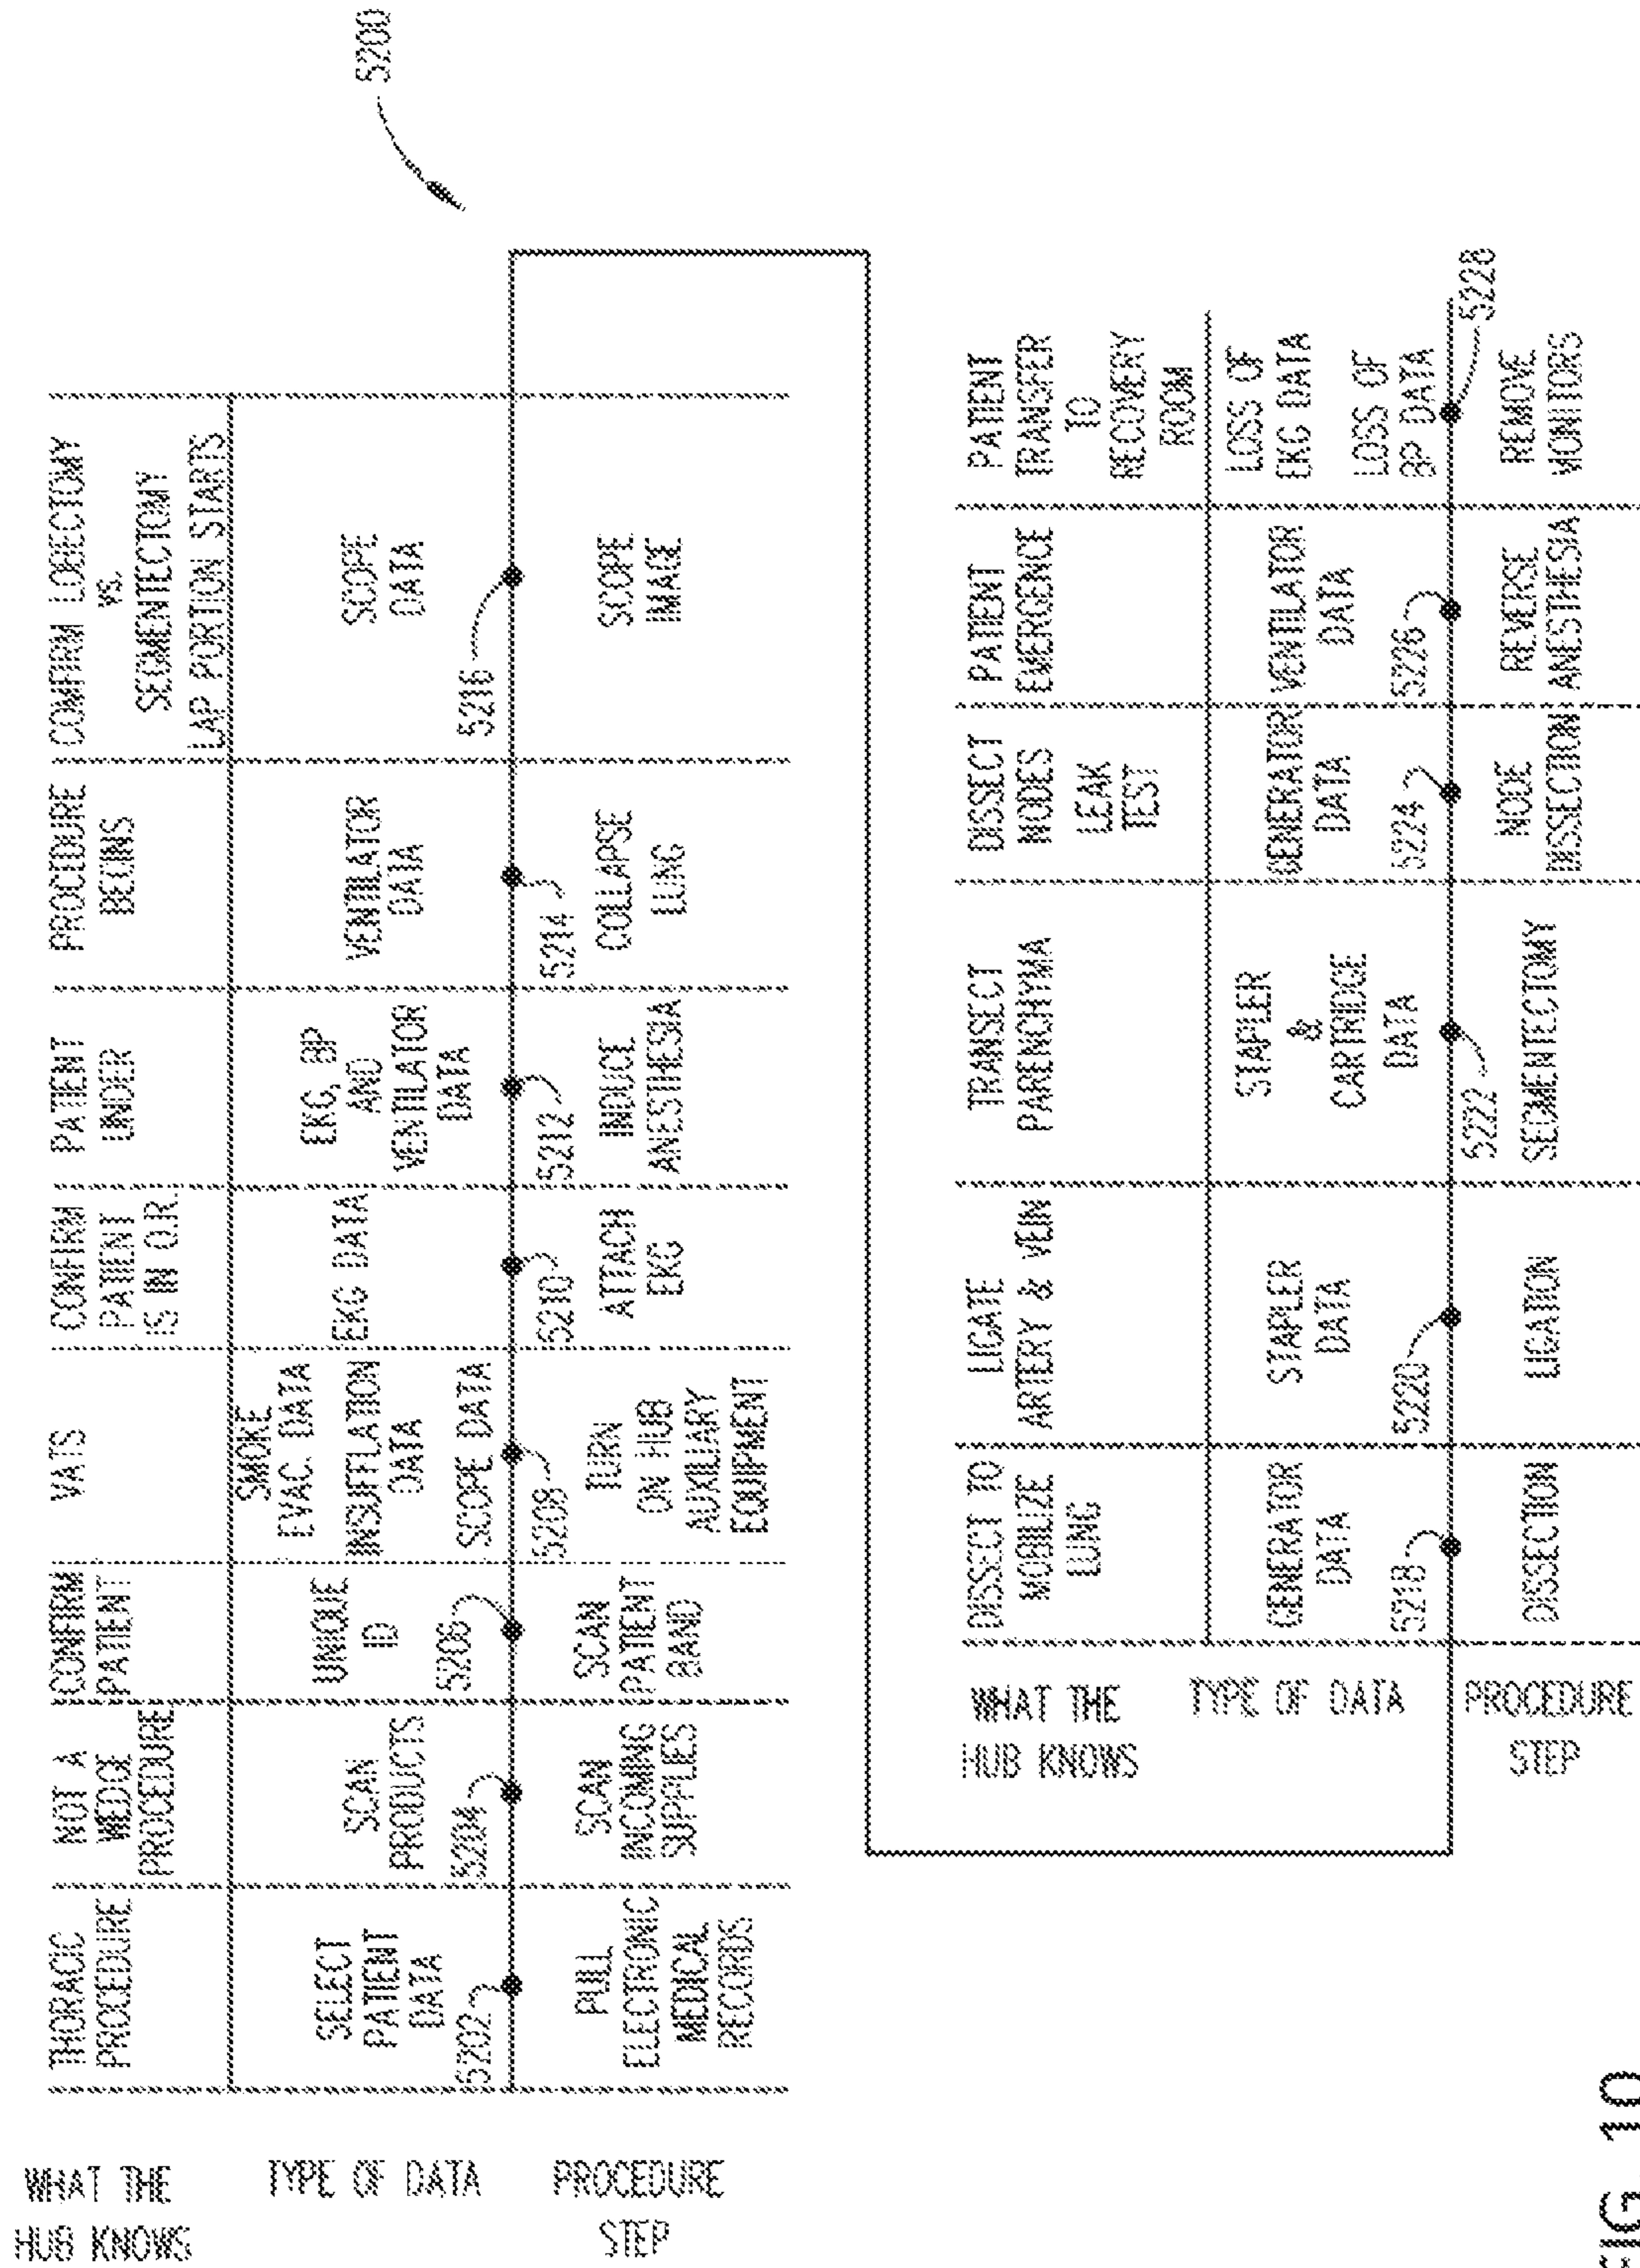 5200
WHAT THE
HUB KNOWS
THORACIC
PROCEDURE
NOT A
WEDGE
PROCEDURE
CONFIRM
PATIENT
VATS
CONFIRM
PATIENT
IS IN O.R.
PATIENT
UNDER
PROCEDURE
BEGINS
CONFIRM LOBECTOMY
VS.
SEGMENTECTOMY
LAP PORTION STARTS
TYPE OF DATA
SELECT
PATIENT
DATA
5202
SCAN
PRODUCTS
5204
UNIQUE
ID
5206
SMOKE
EVAC. DATA
INSUFFLATION
DATA
SCOPE DATA
5208
EKG DATA
5210
EKG, BP
AND
VENTILATOR
DATA
5212
VENTILATOR
DATA
5214
SCOPE
DATA
5216
PROCEDURE
STEP
PULL
ELECTRONIC
MEDICAL
RECORDS
SCAN
INCOMING
SUPPLIES
SCAN
PATIENT
BAND
TURN
ON HUB
AUXILIARY
EQUIPMENT
ATTACH
EKG
INDUCE
ANESTHESIA
COLLAPSE
LUNG
SCOPE
IMAGE
WHAT THE
HUB KNOWS
DISSECT TO
MOBILIZE
LUNG
LIGATE
ARTERY & VEIN
TRANSECT
PARENCHYMA
DISSECT
NODES
LEAK
TEST
PATIENT
EMERGENCE
PATIENT
TRANSFER
TO
RECOVERY
ROOM
TYPE OF DATA
GENERATOR
DATA
5218
STAPLER
DATA
5220
STAPLER
&
CARTRIDGE
DATA
5222
GENERATOR
DATA
5224
VENTILATOR
DATA
5226
LOSS OF
EKG DATA
LOSS OF
BP DATA
5228
PROCEDURE
STEP
DISSECTION
LIGATION
SEGMENTECTOMY
NODE
DISSECTION
REVERSE
ANESTHESIA
REMOVE
MONITORS
FIG. 10